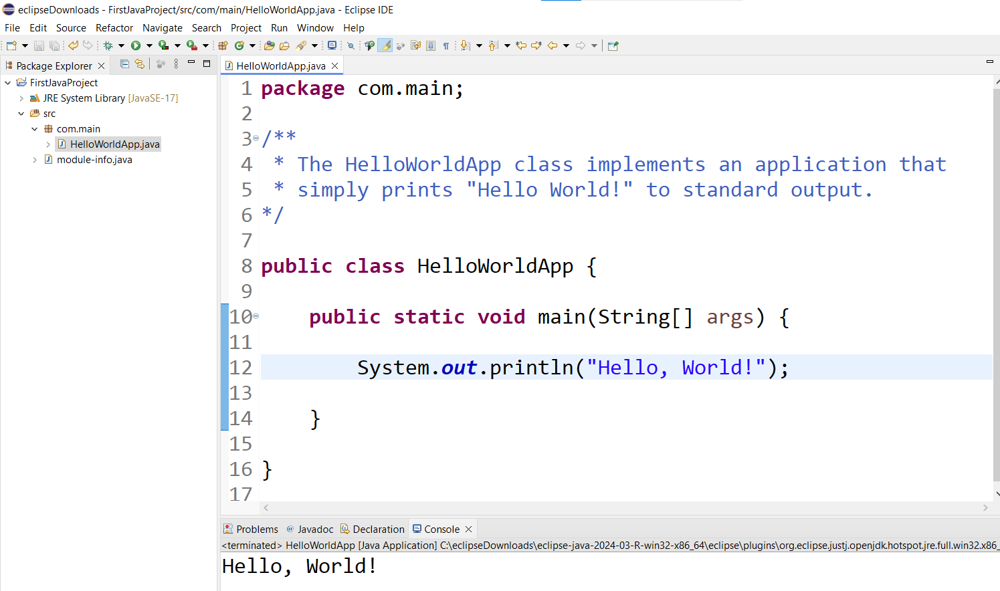 eclipseDownloads - FirstJavaProject/src/com/main/HelloWorldApp.java - Eclipse IDE
File Edit Source Refactor Navigate Search Project Run Window Help
Package Explorer
FirstJavaProject
JRE System Library [JavaSE-17]
src
com.main
HelloWorldApp.java
module-info.java
HelloWorldApp.java
1 package com.main;
2
3 /**
4 * The HelloWorldApp class implements an application that
5 * simply prints "Hello World!" to standard output.
6 */
7
8 public class HelloWorldApp {
9
10 public static void main(String[] args) {
11
12 System.out.println("Hello, World!");
13
14 }
15
16 }
17
Problems @ Javadoc Declaration Console
<terminated> HelloWorldApp [Java Application] C:\eclipseDownloads\eclipse-java-2024-03-R-win32-x86_64\eclipse\plugins\org.eclipse.justj.openjdk.hotspot.jre.full.win32.x86_
Hello, World!